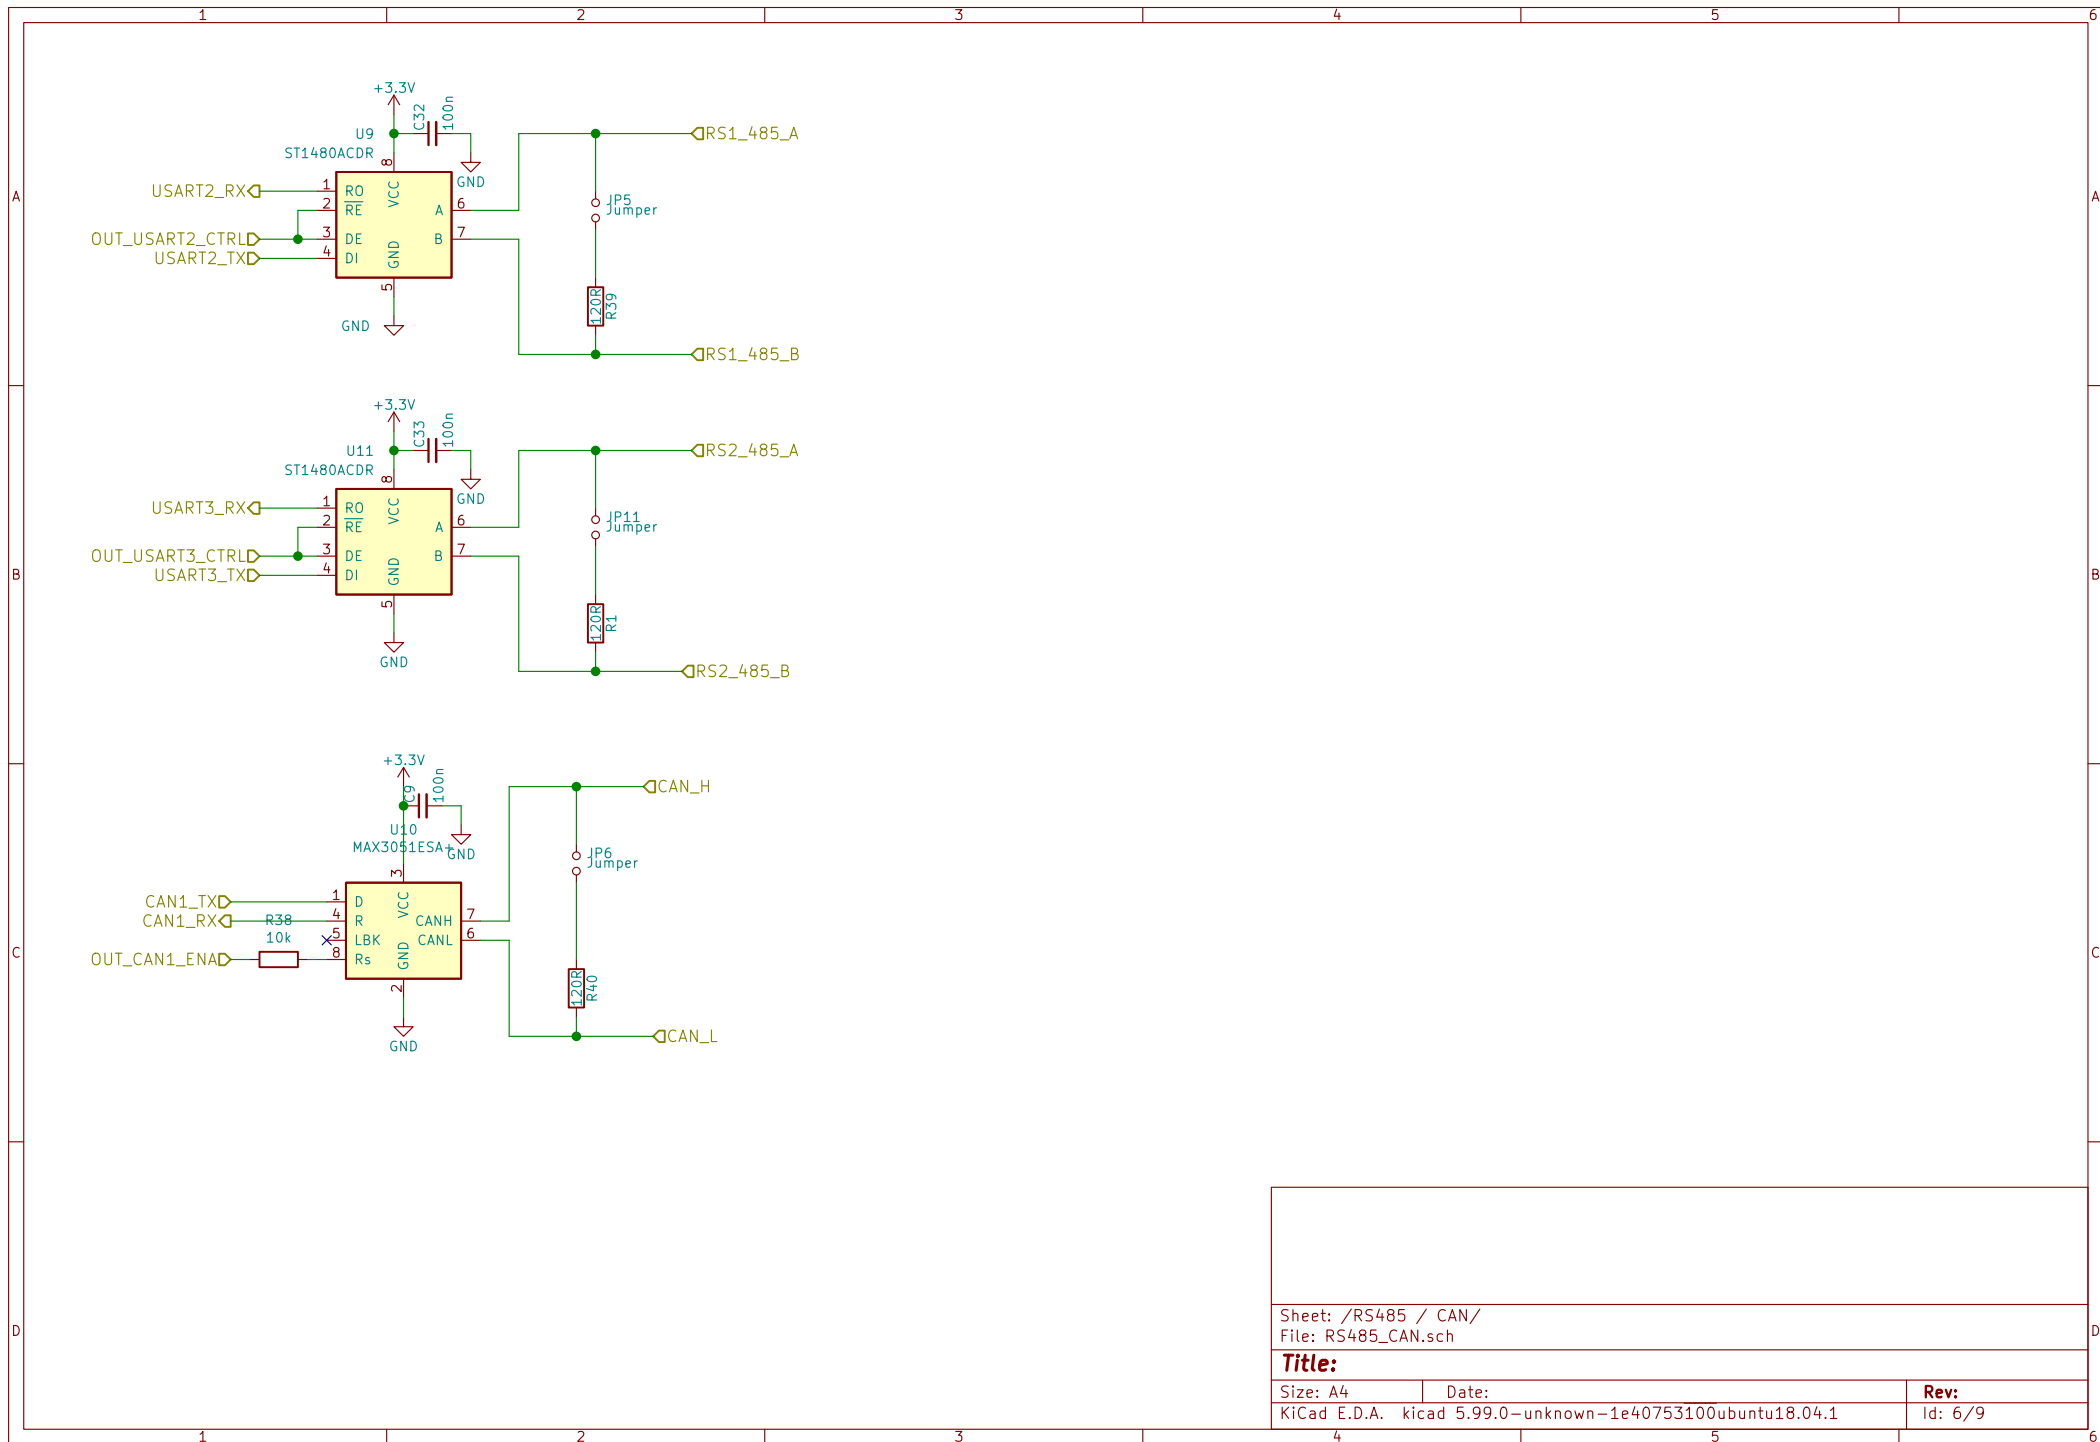 1 2 3 4 5 6
A
B
C
D
A
B
C
D
1 2 3 4 5 6
+3.3V
C32
100n
GND
U9
ST1480ACDR
USART2_RX
OUT_USART2_CTRL
USART2_TX
1 RO
2 RE
3 DE
4 DI
8 VCC
GND 5
A 6
B 7
GND
RS1_485_A
JP5
Jumper
120R
R39
RS1_485_B
+3.3V
C33
100n
GND
U11
ST1480ACDR
USART3_RX
OUT_USART3_CTRL
USART3_TX
1 RO
2 RE
3 DE
4 DI
8 VCC
GND 5
A 6
B 7
GND
RS2_485_A
JP11
Jumper
120R
R1
RS2_485_B
+3.3V
C9
100n
GND
U10
MAX3051ESA+
CAN1_TX
CAN1_RX
R38
10k
OUT_CAN1_ENA
1 D
4 R
5 LBK
8 Rs
3 VCC
GND 2
CANH 7
CANL 6
GND
CAN_H
JP6
Jumper
120R
R40
CAN_L
Sheet: /RS485 / CAN/
File: RS485_CAN.sch
Title:
Size: A4 Date: Rev:
KiCad E.D.A. kicad 5.99.0-unknown-1e40753100ubuntu18.04.1 Id: 6/9